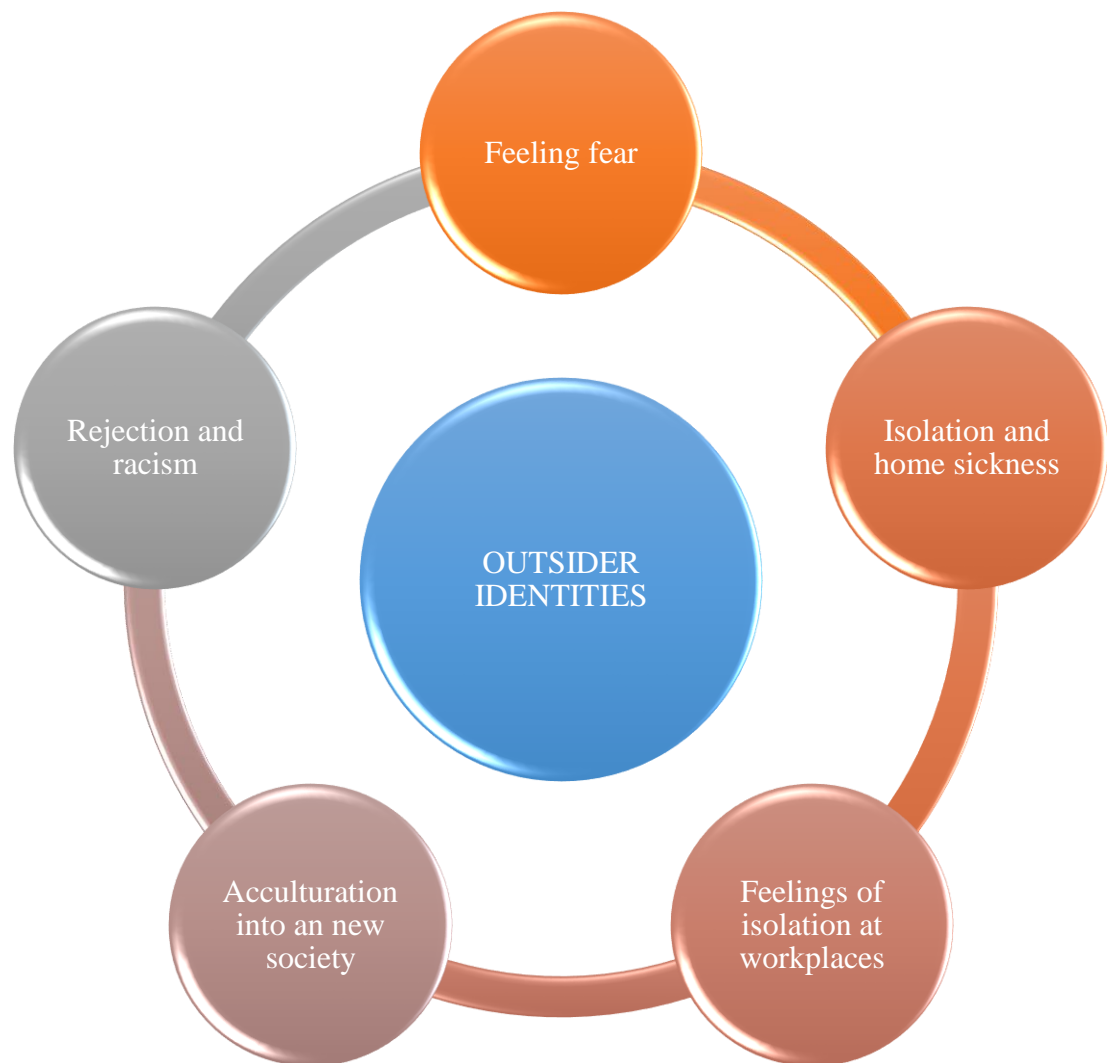 Feeling fear
Isolation and
home sickness
Feelings of
isolation at
workplaces
Acculturation
into an new
society
Rejection and
racism
OUTSIDER
IDENTITIES